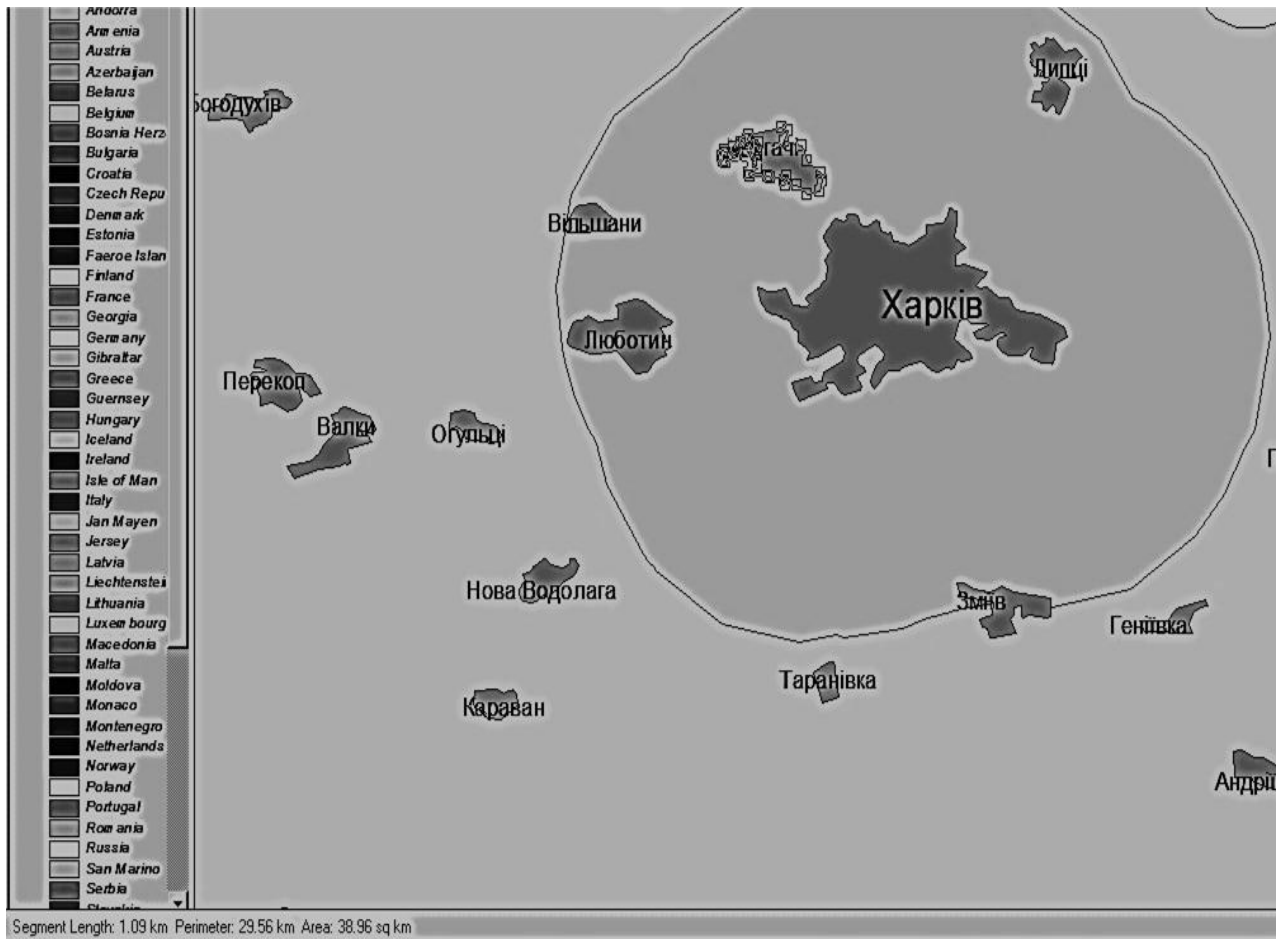 Andorra
Armenia
Austria
Azerbaijan
Belarus
Belgium
Bosnia Herz
Bulgaria
Croatia
Czech Repu
Denmark
Estonia
Faeroe Islan
Finland
France
Georgia
Germany
Gibraltar
Greece
Guernsey
Hungary
Iceland
Ireland
Isle of Man
Italy
Jan Mayen
Jersey
Latvia
Liechtenstei
Lithuania
Luxembourg
Macedonia
Malta
Moldova
Monaco
Montenegro
Netherlands
Norway
Poland
Portugal
Romania
Russia
San Marino
Serbia
Липці
Богодухів
Вільшани
Харків
Люботин
Перекоп
Валки
Огульці
Нова Водолага
Зміїв
Геніївка
Таранівка
Караван
Андрії
Segment Length: 1.09 km Perimeter: 29.56 km Area: 38.96 sq km